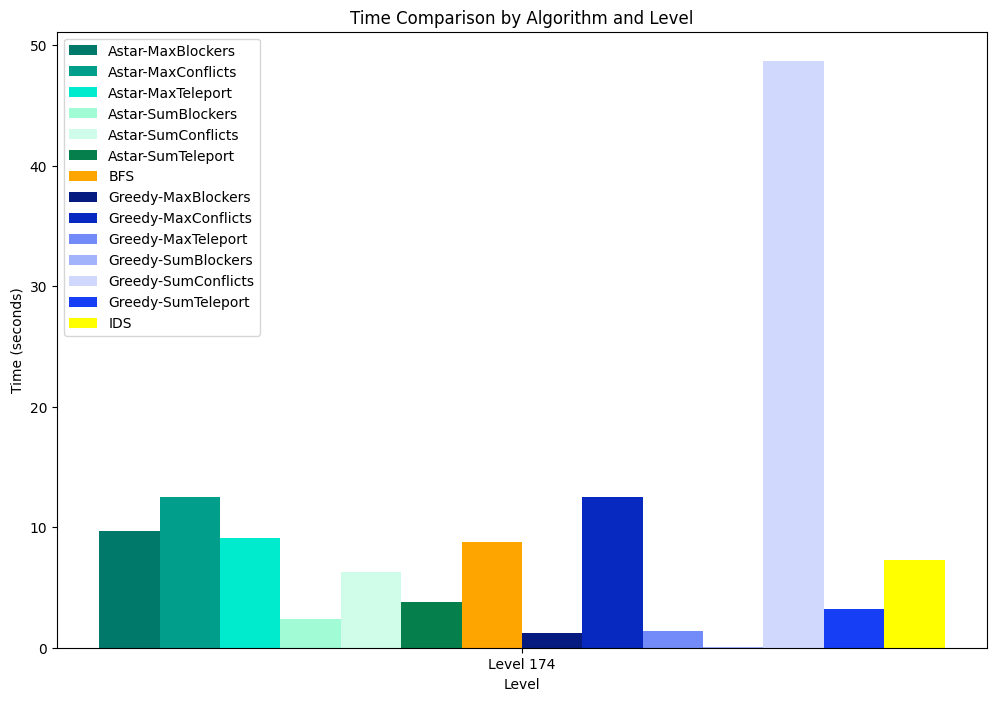 Time Comparison by Algorithm and Level
50
40
30
20
10
0
Time (seconds)
Astar-MaxBlockers
Astar-MaxConflicts
Astar-MaxTeleport
Astar-SumBlockers
Astar-SumConflicts
Astar-SumTeleport
BFS
Greedy-MaxBlockers
Greedy-MaxConflicts
Greedy-MaxTeleport
Greedy-SumBlockers
Greedy-SumConflicts
Greedy-SumTeleport
IDS
Level 174
Level